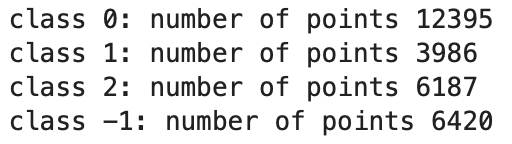 class 0: number of points 12395
class 1: number of points 3986
class 2: number of points 6187
class -1: number of points 6420